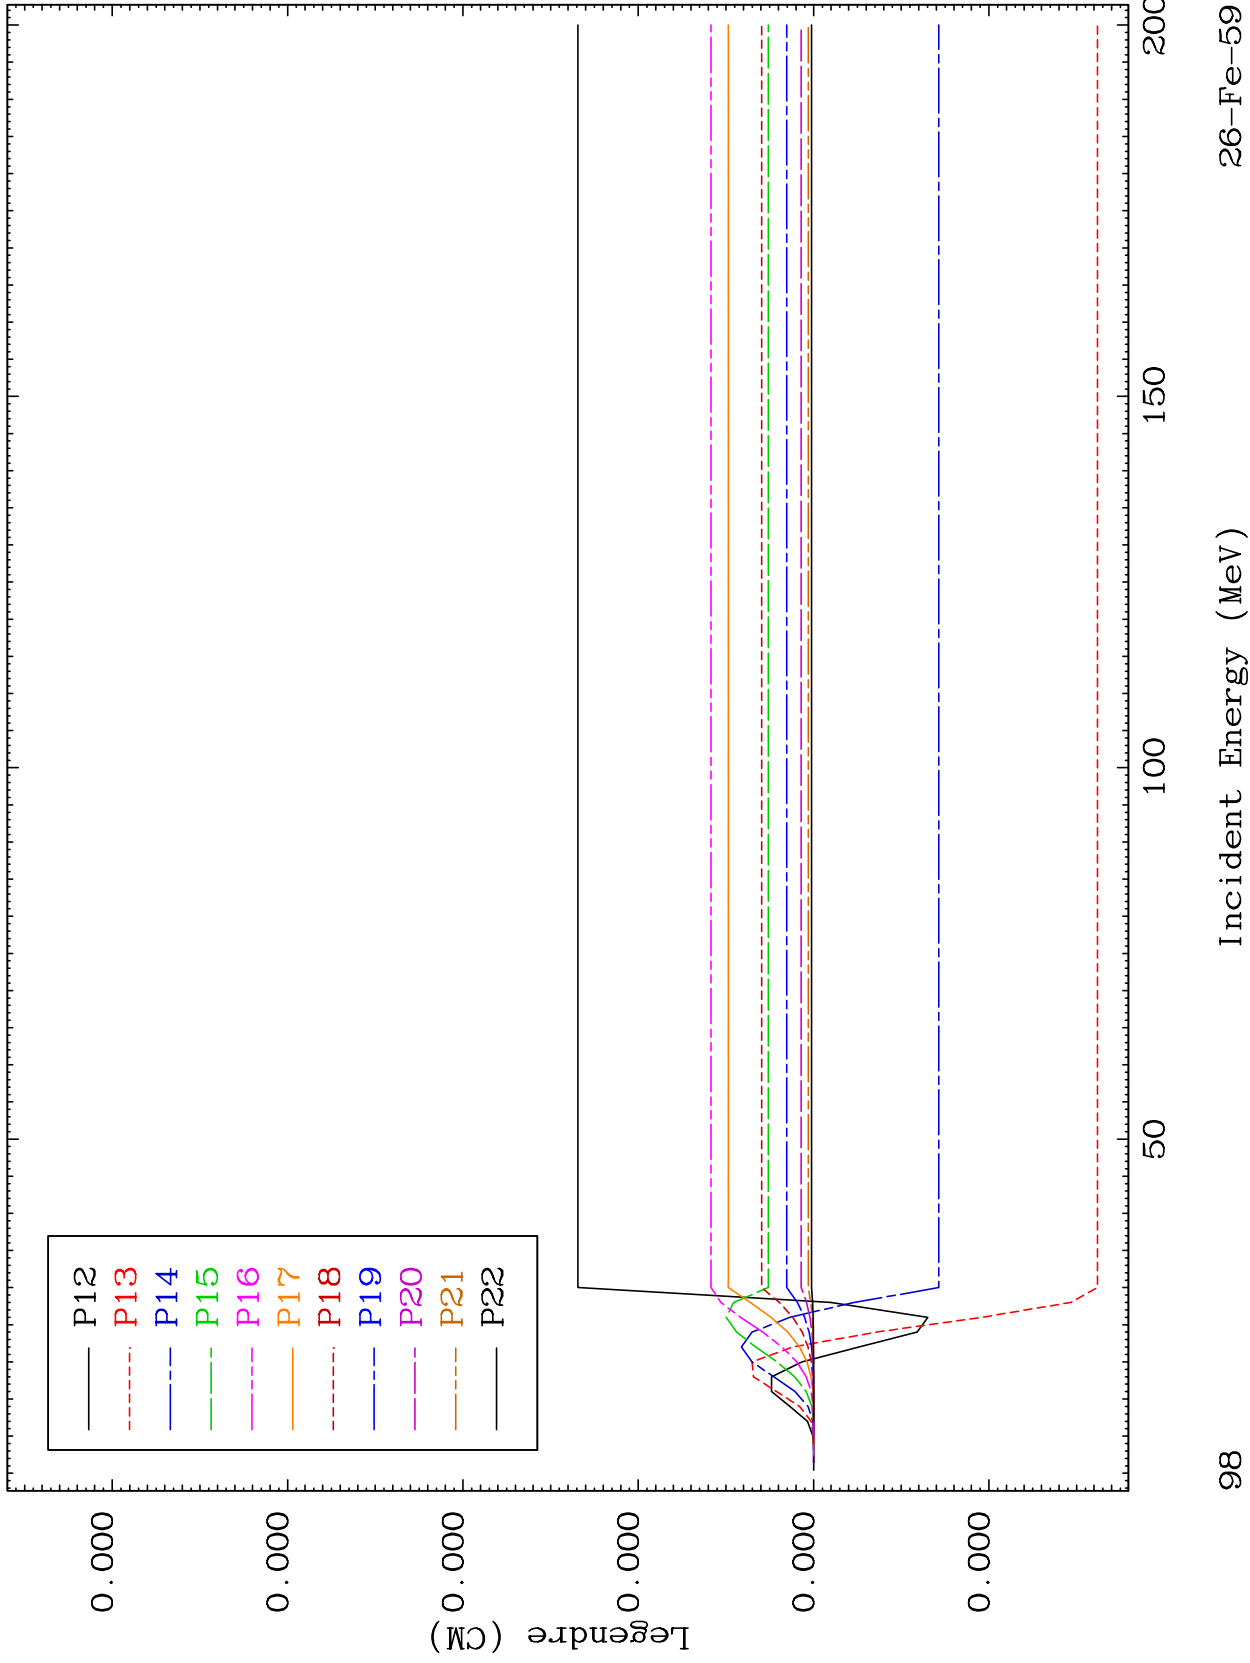 P12
P13
P14
P15
P16
P17
P18
P19
P20
P21
P22
Legendre (CM)
0.000
0.000
0.000
0.000
0.000
0.000
50
100
150
200
Incident Energy (MeV)
98
26-Fe-59